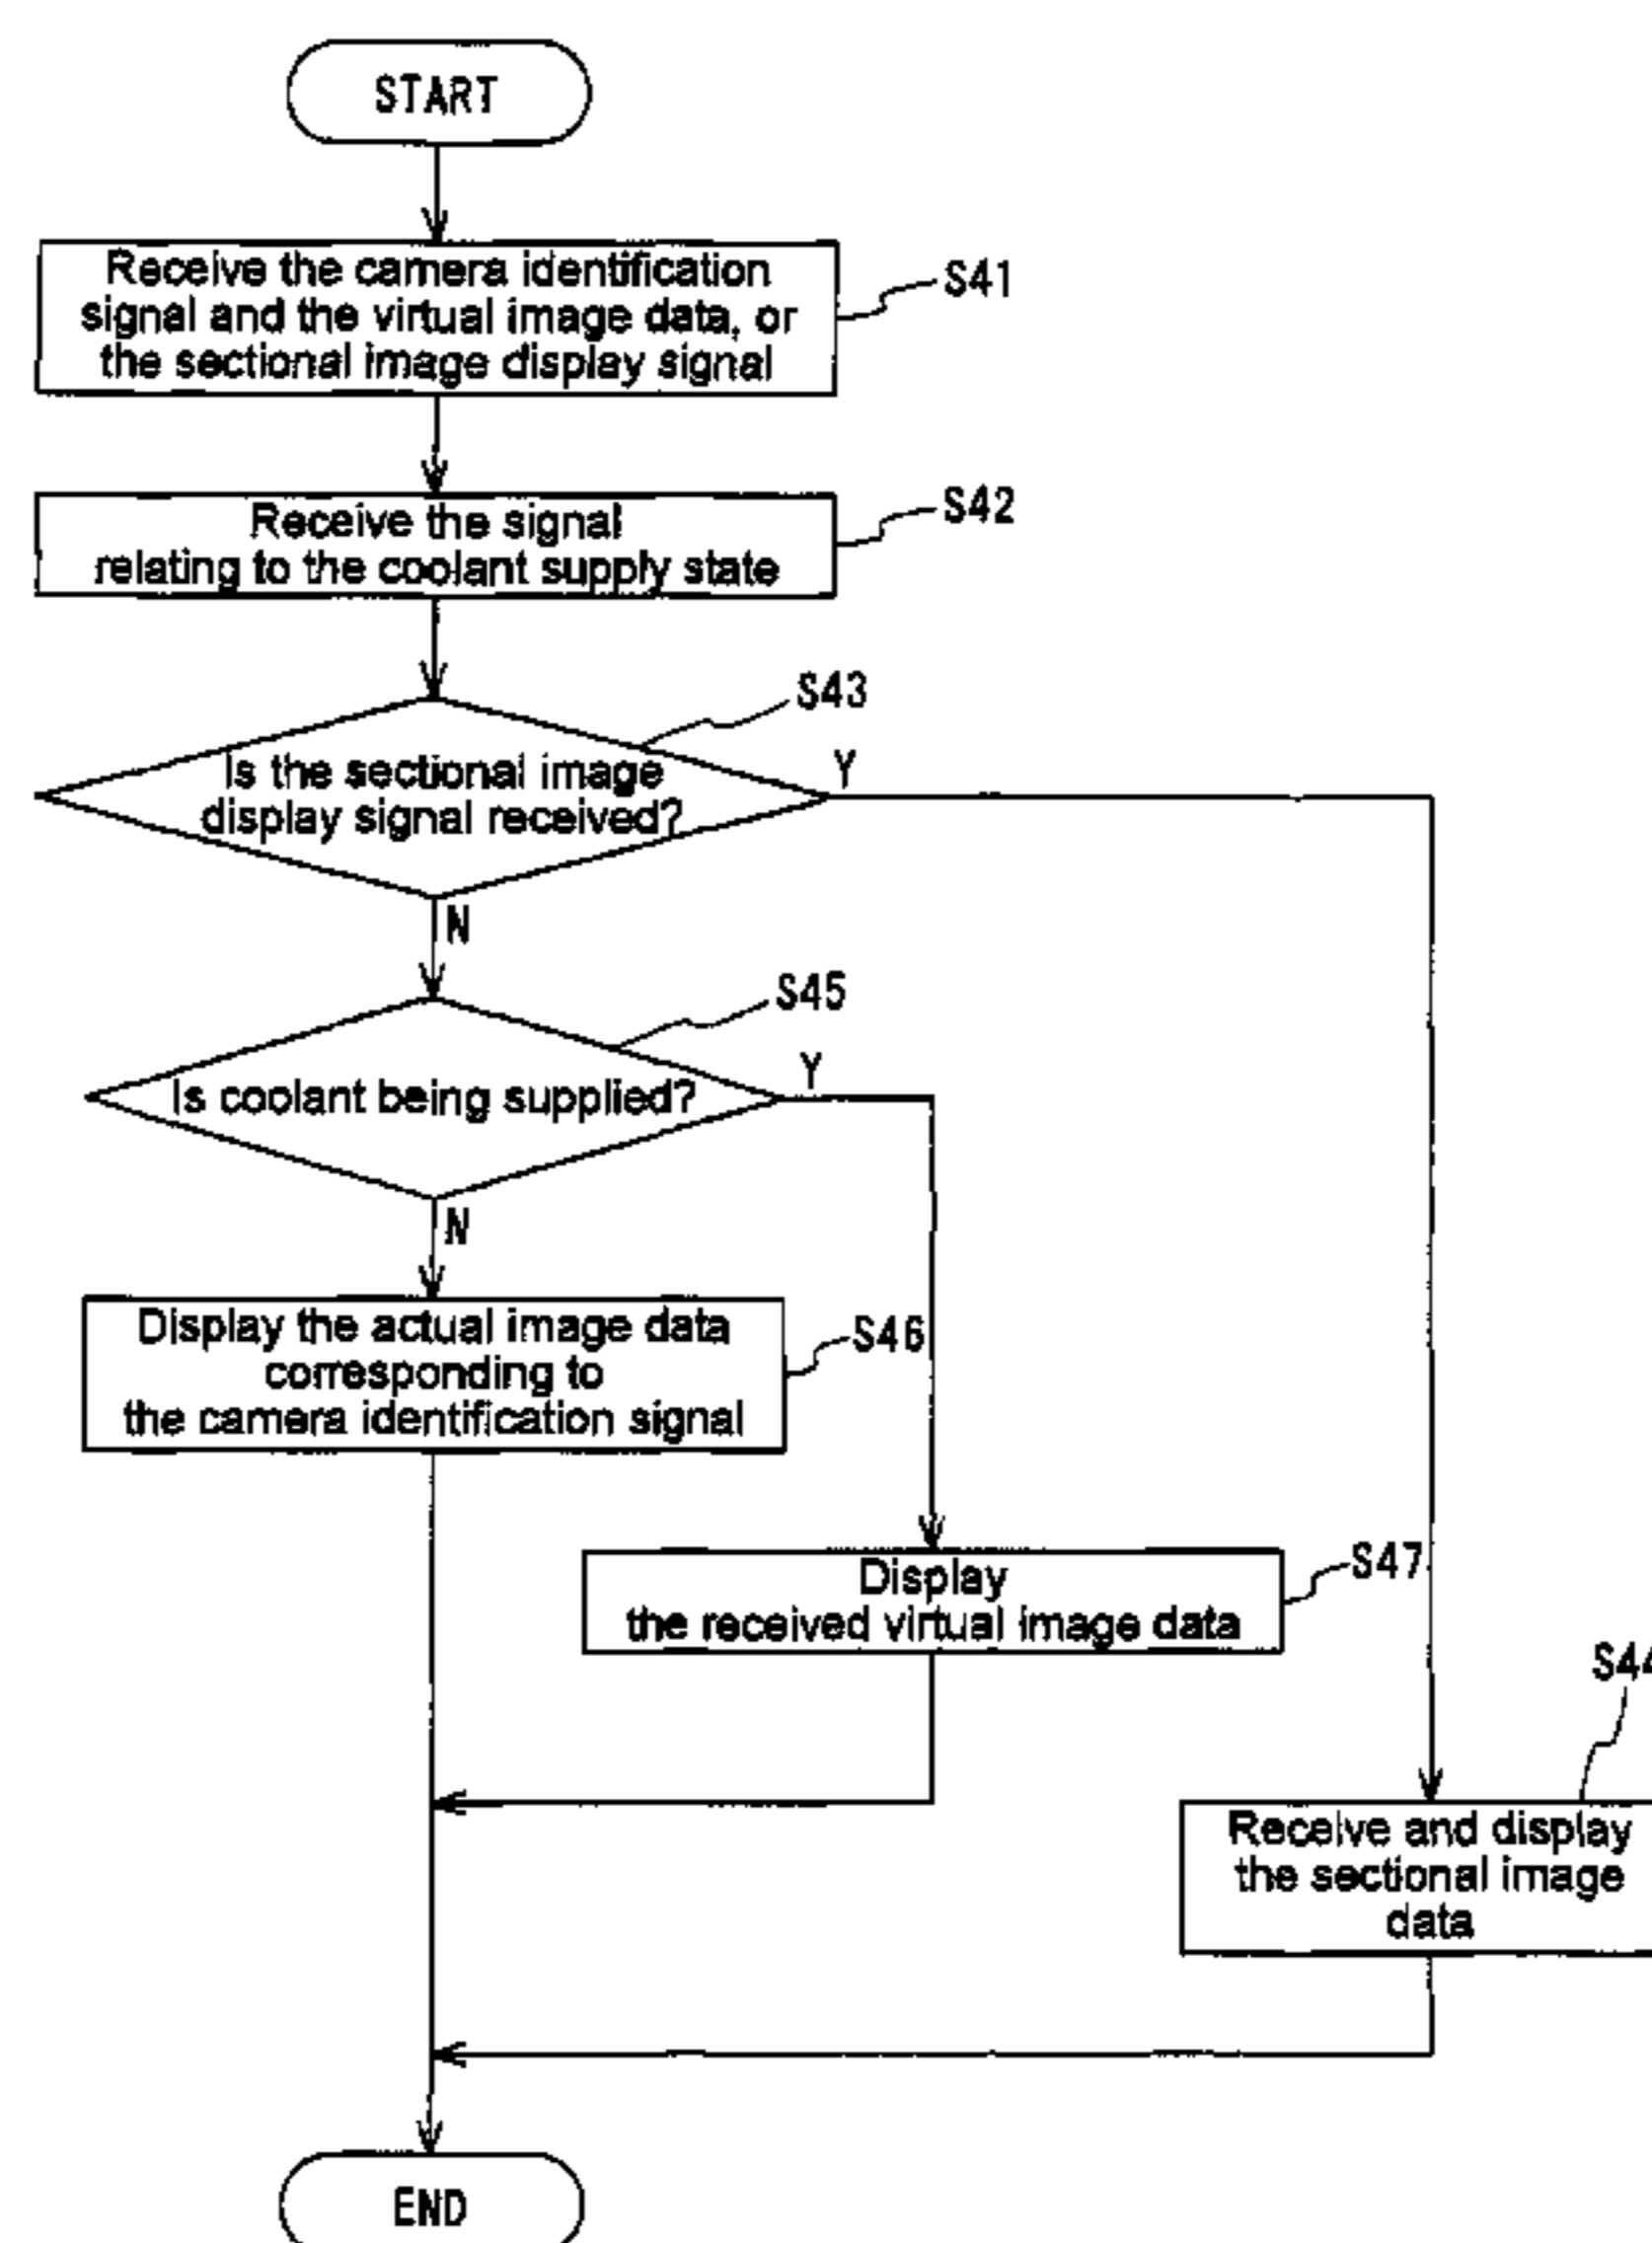 START
Receive the camera identification
signal and the virtual image data, or
the sectional image display signal
S41
Receive the signal
relating to the coolant supply state
S42
S43
Is the sectional image
display signal received?
Y
N
S45
Is coolant being supplied?
Y
N
Display the actual image data
corresponding to
the camera identification signal
S46
Display
the received virtual image data
S47
S44
Receive and display
the sectional image
data
END